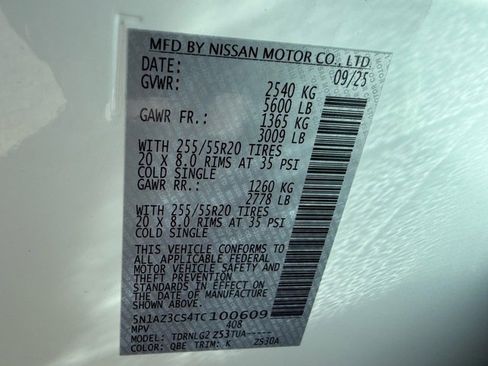 MFD BY NISSAN MOTOR CO., LTD.
DATE: 09/25
GVWR: 2540 KG
5600 LB
GAWR FR.: 1365 KG
3009 LB
WITH 255/55R20 TIRES
20 X 8.0 RIMS AT 35 PSI
COLD SINGLE
GAWR RR.: 1260 KG
2778 LB
WITH 255/55R20 TIRES
20 X 8.0 RIMS AT 35 PSI
COLD SINGLE
THIS VEHICLE CONFORMS TO
ALL APPLICABLE FEDERAL
MOTOR VEHICLE SAFETY AND
THEFT PREVENTION
STANDARDS IN EFFECT ON
THE DATE OF MANUFACTURE
SHOWN ABOVE.
5N1AZ3CS4TC100609
MPV 408
MODEL: TDRNLG2 Z53TUA-----
COLOR: QBE TRIM: K ZS30A